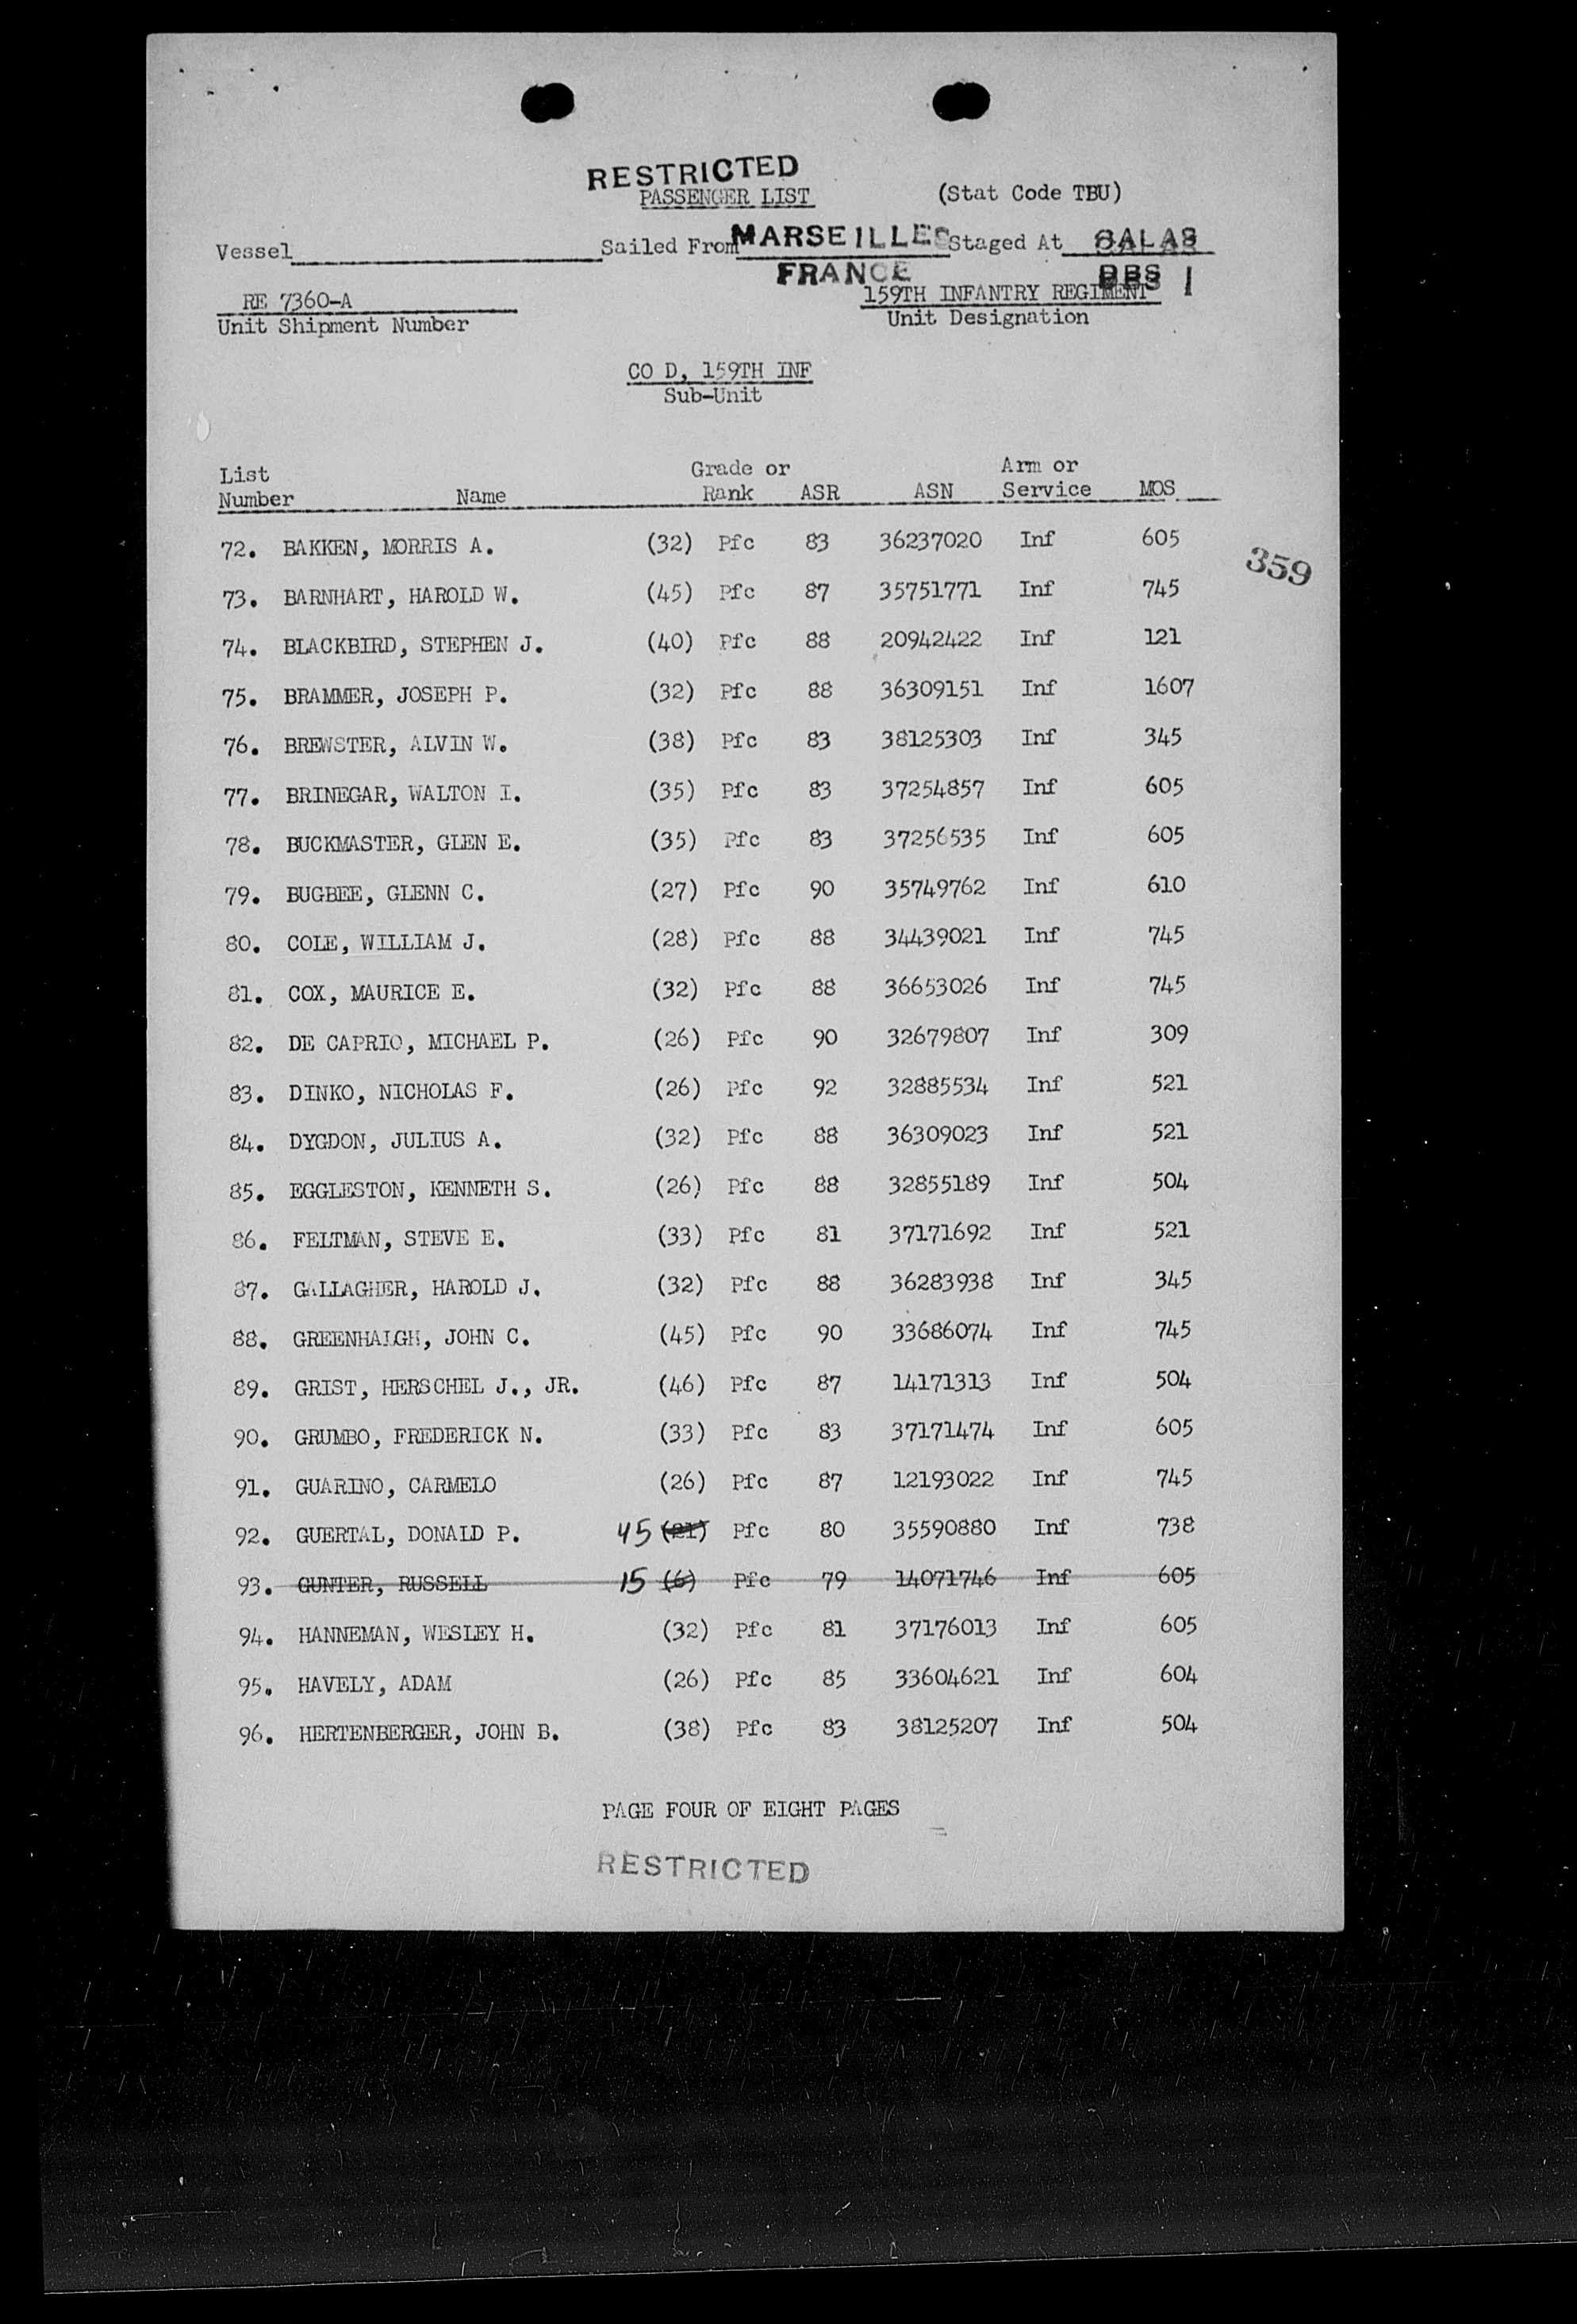 RESTRICTED
PASSENGER LIST (Stat Code TBU)
Vessel Sailed From MARSEILLES Staged At CALAS
FRANCE DBS 1
RE 7360-A 159TH INFANTRY REGIMENT
Unit Shipment Number Unit Designation
CO D, 159TH INF
Sub-Unit
List Grade or Arm or
Number Name Rank ASR ASN Service MOS
72. BAKKEN, MORRIS A. (32) Pfc 83 36237020 Inf 605
359
73. BARNHART, HAROLD W. (45) Pfc 87 35751771 Inf 745
74. BLACKBIRD, STEPHEN J. (40) Pfc 88 20942422 Inf 121
75. BRAMMER, JOSEPH P. (32) Pfc 88 36309151 Inf 1607
76. BREWSTER, ALVIN W. (38) Pfc 83 38125303 Inf 345
77. BRINEGAR, WALTON I. (35) Pfc 83 37254857 Inf 605
78. BUCKMASTER, GLEN E. (35) Pfc 83 37256535 Inf 605
79. BUGBEE, GLENN C. (27) Pfc 90 35749762 Inf 610
80. COLE, WILLIAM J. (28) Pfc 88 34439021 Inf 745
81. COX, MAURICE E. (32) Pfc 88 36653026 Inf 745
82. DE CAPRIO, MICHAEL P. (26) Pfc 90 32679807 Inf 309
83. DINKO, NICHOLAS F. (26) Pfc 92 32885534 Inf 521
84. DYGDON, JULIUS A. (32) Pfc 88 36309023 Inf 521
85. EGGLESTON, KENNETH S. (26) Pfc 88 32855189 Inf 504
86. FELTMAN, STEVE E. (33) Pfc 81 37171692 Inf 521
87. GALLAGHER, HAROLD J. (32) Pfc 88 36283938 Inf 345
88. GREENHALGH, JOHN C. (45) Pfc 90 33686074 Inf 745
89. GRIST, HERSCHEL J., JR. (46) Pfc 87 14171313 Inf 504
90. GRUMBO, FREDERICK N. (33) Pfc 83 37171474 Inf 605
91. GUARINO, CARMELO (26) Pfc 87 12193022 Inf 745
92. GUERTAL, DONALD P. 45 (21) Pfc 80 35590880 Inf 738
93. GUNTER, RUSSELL 15 (6) Pfc 79 14071746 Inf 605
94. HANNEMAN, WESLEY H. (32) Pfc 81 37176013 Inf 605
95. HAVELY, ADAM (26) Pfc 85 33604621 Inf 604
96. HERTENBERGER, JOHN B. (38) Pfc 83 38125207 Inf 504
PAGE FOUR OF EIGHT PAGES
RESTRICTED